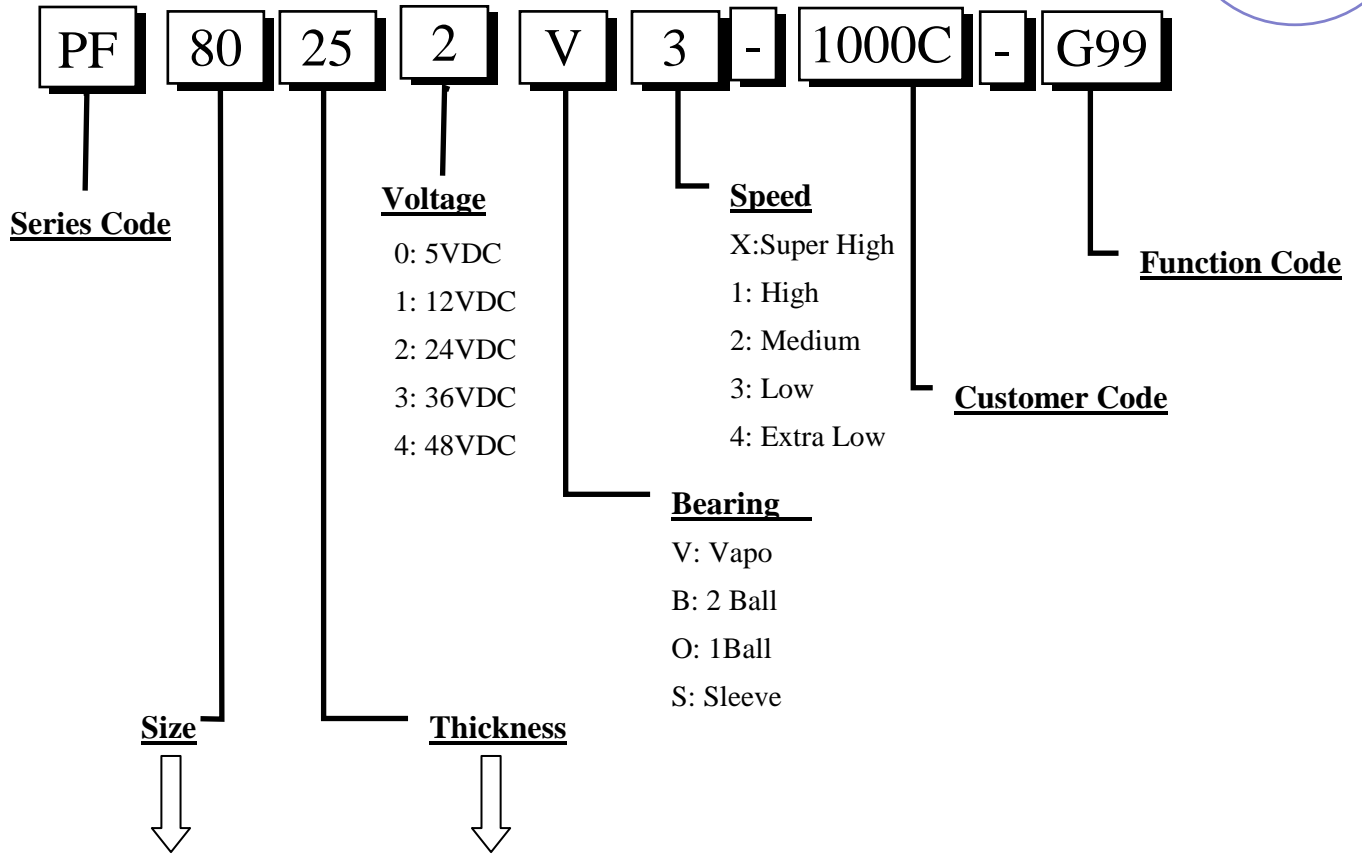 PF 80 25 2 V 3 - 1000C - G99
Series Code
Voltage
0: 5VDC
1: 12VDC
2: 24VDC
3: 36VDC
4: 48VDC
Speed
X:Super High
1: High
2: Medium
3: Low
4: Extra Low
Function Code
Customer Code
Bearing
V: Vapo
B: 2 Ball
O: 1Ball
S: Sleeve
Size
Thickness